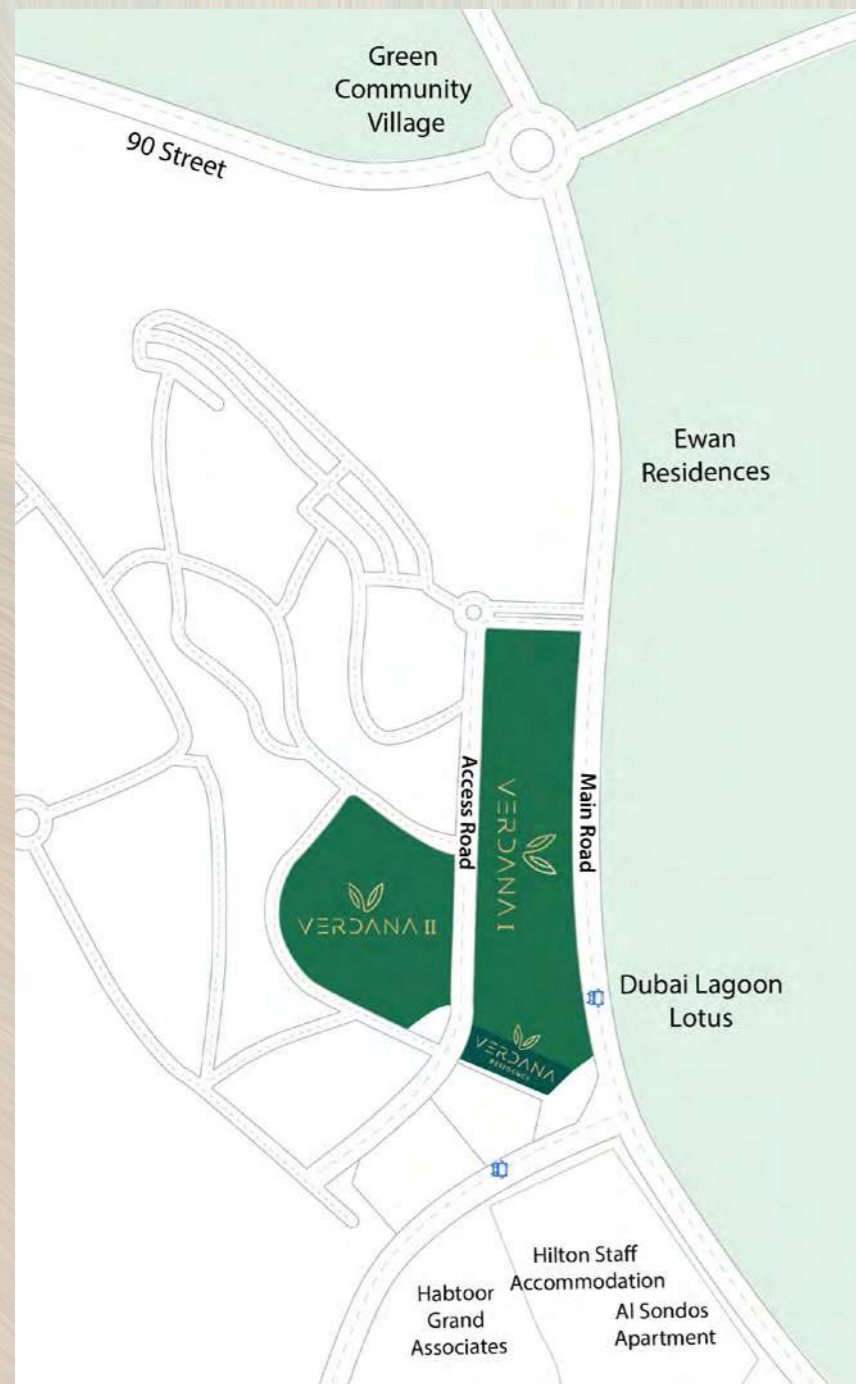 Green
Community
Village
90 Street
Ewan
Residences
Access Road
VERDANA I
Main Road
VERDANA II
Dubai Lagoon
Lotus
VERDANA
RESIDENCE
Hilton Staff
Accommodation
Habtoor
Grand
Associates
Al Sondos
Apartment